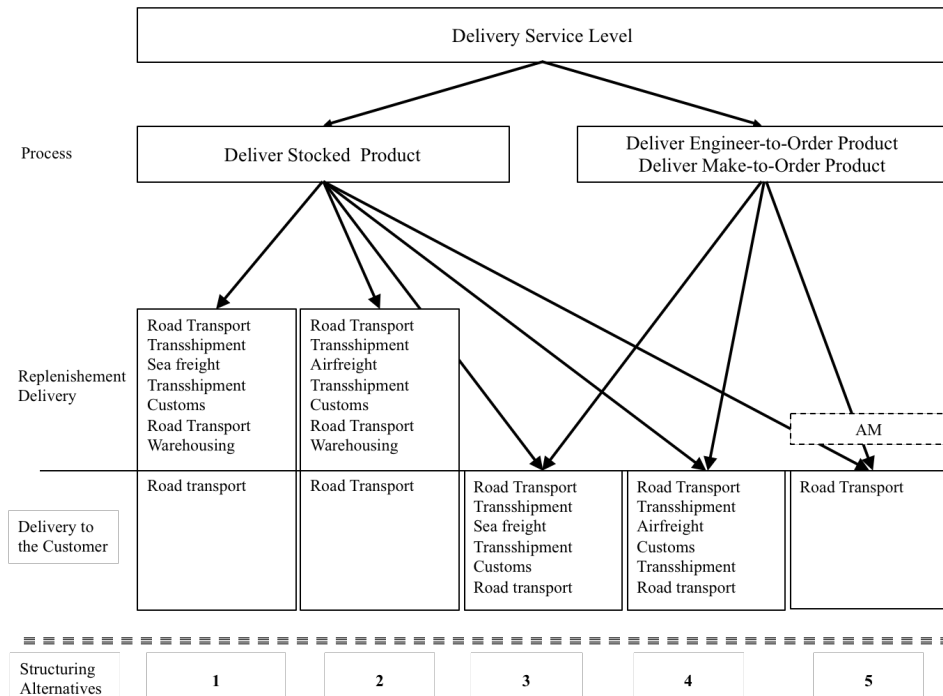 Delivery Service Level
Process
Deliver Stocked Product
Deliver Engineer-to-Order Product
Deliver Make-to-Order Product
Replenishement
Delivery
Road Transport
Transshipment
Sea freight
Transshipment
Customs
Road Transport
Warehousing
Road Transport
Transshipment
Airfreight
Transshipment
Customs
Road Transport
Warehousing
AM
Delivery to
the Customer
Road transport
Road Transport
Road Transport
Transshipment
Sea freight
Transshipment
Customs
Road transport
Road Transport
Transshipment
Airfreight
Customs
Transshipment
Road transport
Road Transport
Structuring
Alternatives
1
2
3
4
5